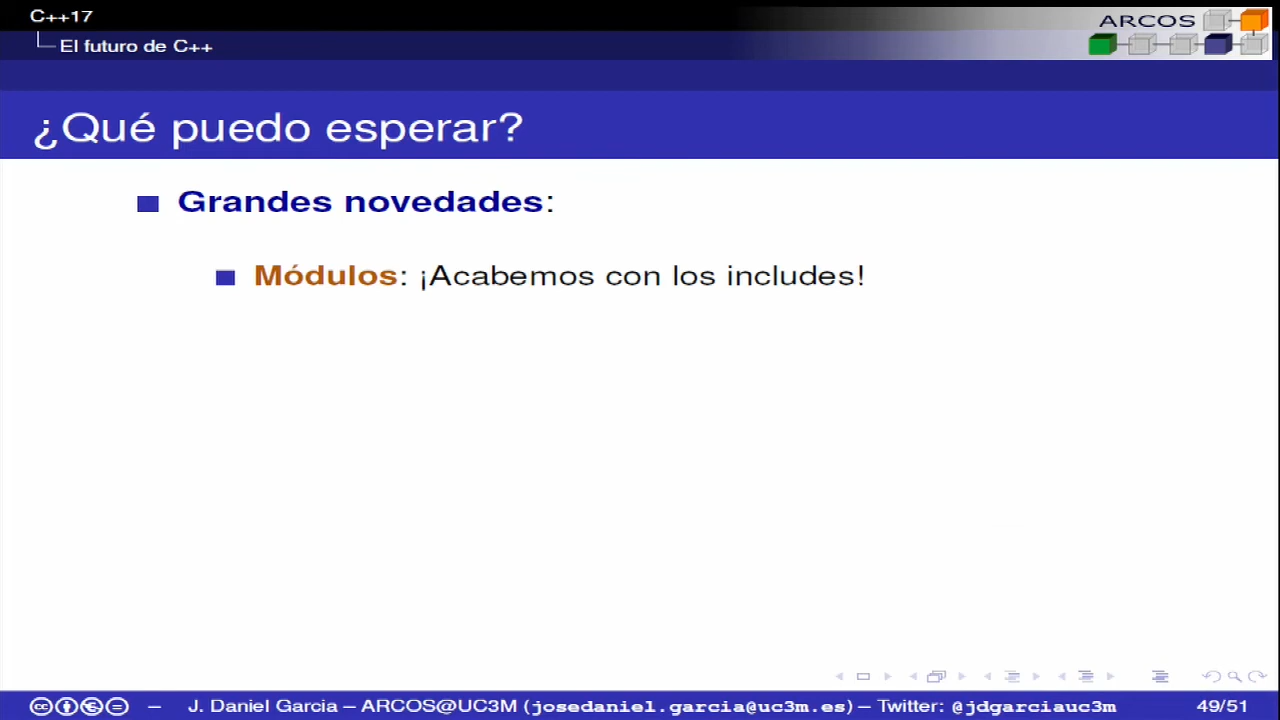 C++17
El futuro de C++
ARCOS
¿Qué puedo esperar?
Grandes novedades:
Módulos: ¡Acabemos con los includes!
J. Daniel Garcia – ARCOS@UC3M (josedaniel.garcia@uc3m.es) – Twitter: @jdgarciauc3m
49/51